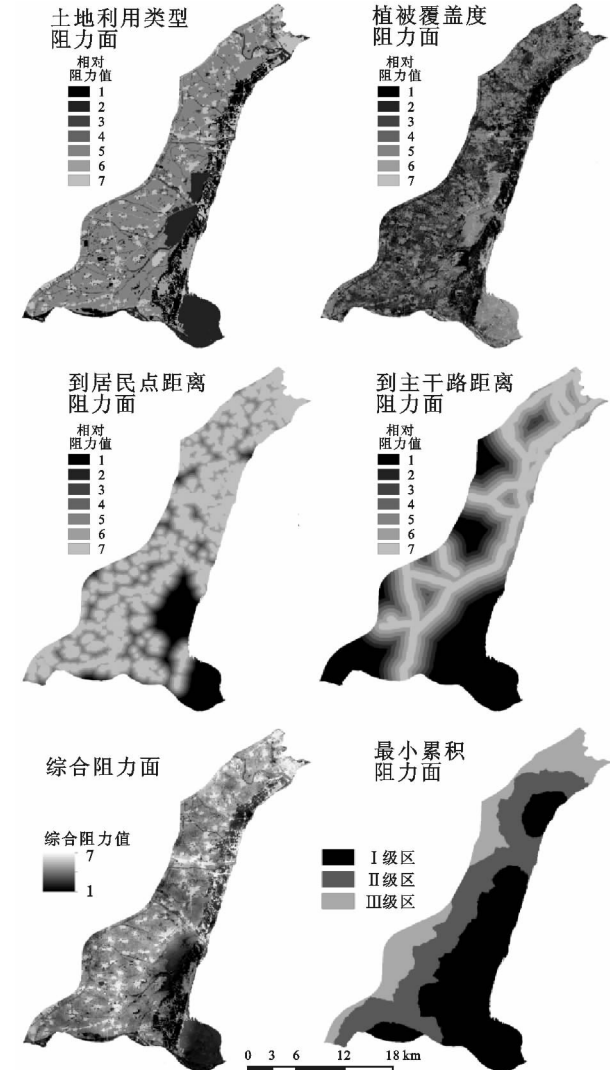 土地利用类型
阻力面
相对
阻力值
1
2
3
4
5
6
7
植被覆盖度
阻力面
相对
阻力值
1
2
3
4
5
6
7
到居民点距离
阻力面
相对
阻力值
1
2
3
4
5
6
7
到主干路距离
阻力面
相对
阻力值
1
2
3
4
5
6
7
综合阻力面
综合阻力值
7
1
最小累积
阻力面
Ⅰ级区
Ⅱ级区
Ⅲ级区
0 3 6 12 18 km